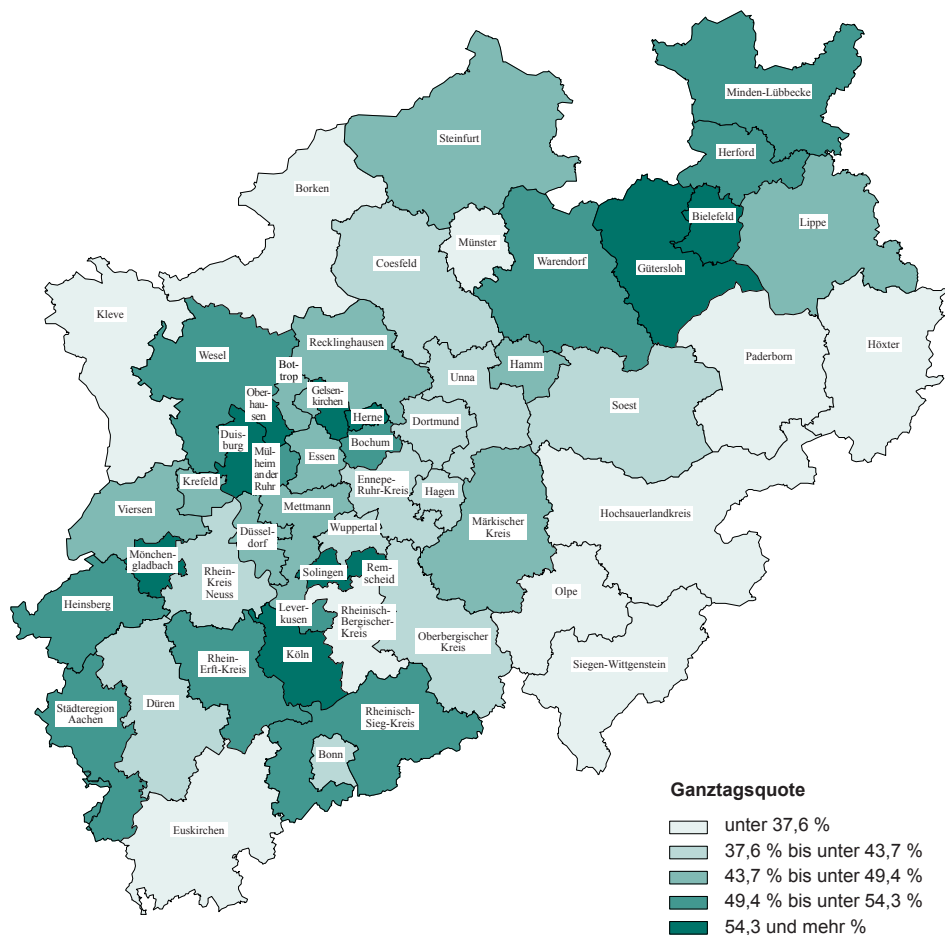 Minden-Lübbecke
Steinfurt
Herford
Borken
Bielefeld
Lippe
Münster
Coesfeld
Warendorf
Gütersloh
Kleve
Höxter
Wesel
Recklinghausen
Paderborn
Bot-
trop
Hamm
Unna
Gelsen-
kirchen
Ober-
hau-
sen
Soest
Herne
Dortmund
Duis-
burg
Bochum
Essen
Mül-
heim
an der
Ruhr
Krefeld
Ennepe-
Ruhr-Kreis
Hagen
Viersen
Mettmann
Hochsauerlandkreis
Wuppertal
Märkischer
Kreis
Düssel-
dorf
Mönchen-
gladbach
Solingen
Rem-
scheid
Rhein-
Kreis
Neuss
Olpe
Heinsberg
Lever-
kusen
Rheinisch-
Bergischer-
Kreis
Oberbergischer
Kreis
Köln
Rhein-
Erft-Kreis
Siegen-Wittgenstein
Düren
Städteregion
Aachen
Rheinisch-
Sieg-Kreis
Bonn
Euskirchen
Ganztagsquote
unter 37,6 %
37,6 % bis unter 43,7 %
43,7 % bis unter 49,4 %
49,4 % bis unter 54,3 %
54,3 und mehr %